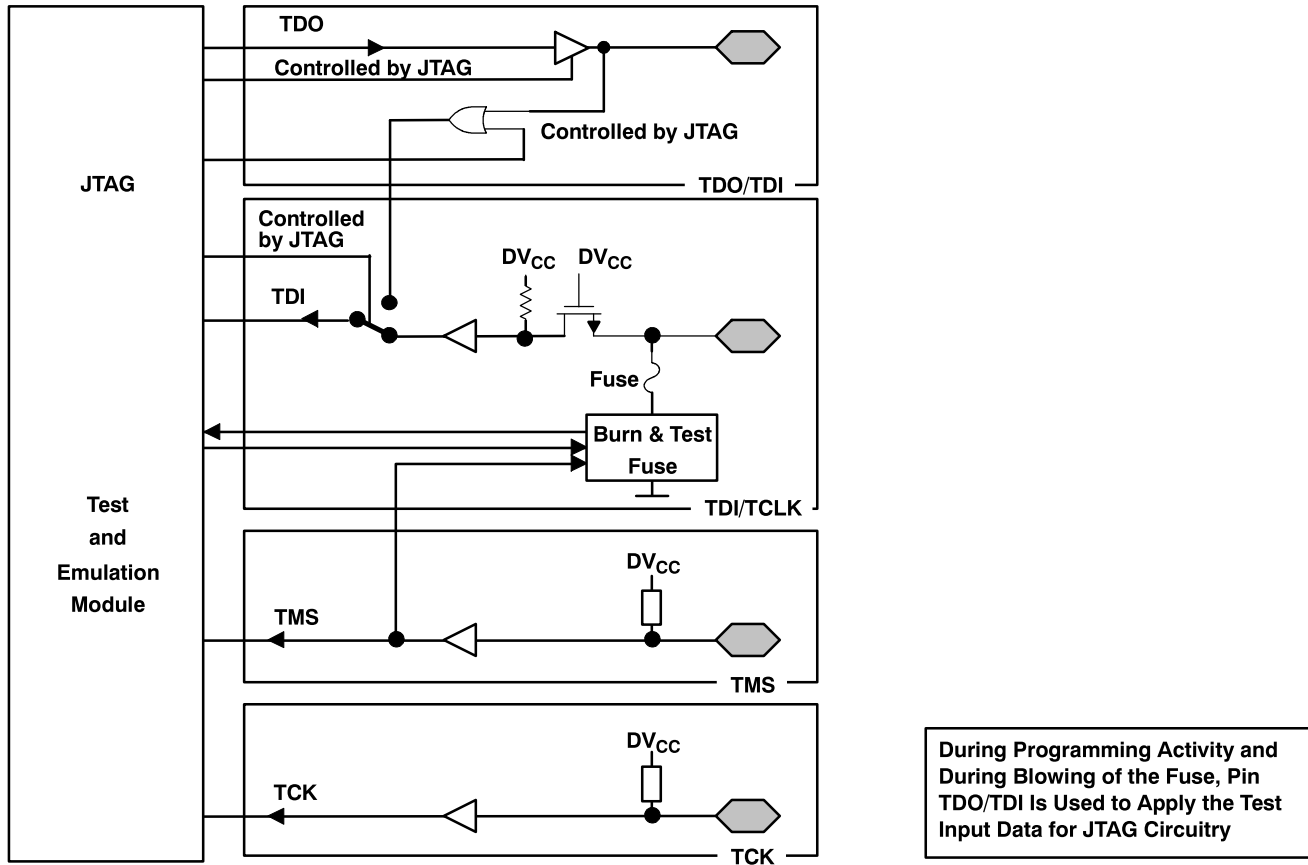 TDO
Controlled by JTAG
Controlled by JTAG
JTAG
TDO/TDI
Controlled
by JTAG
DVCC
DVCC
TDI
Fuse
Burn & Test
Fuse
TDI/TCLK
Test
and
Emulation
Module
DVCC
TMS
TMS
DVCC
TCK
TCK
During Programming Activity and
During Blowing of the Fuse, Pin
TDO/TDI Is Used to Apply the Test
Input Data for JTAG Circuitry